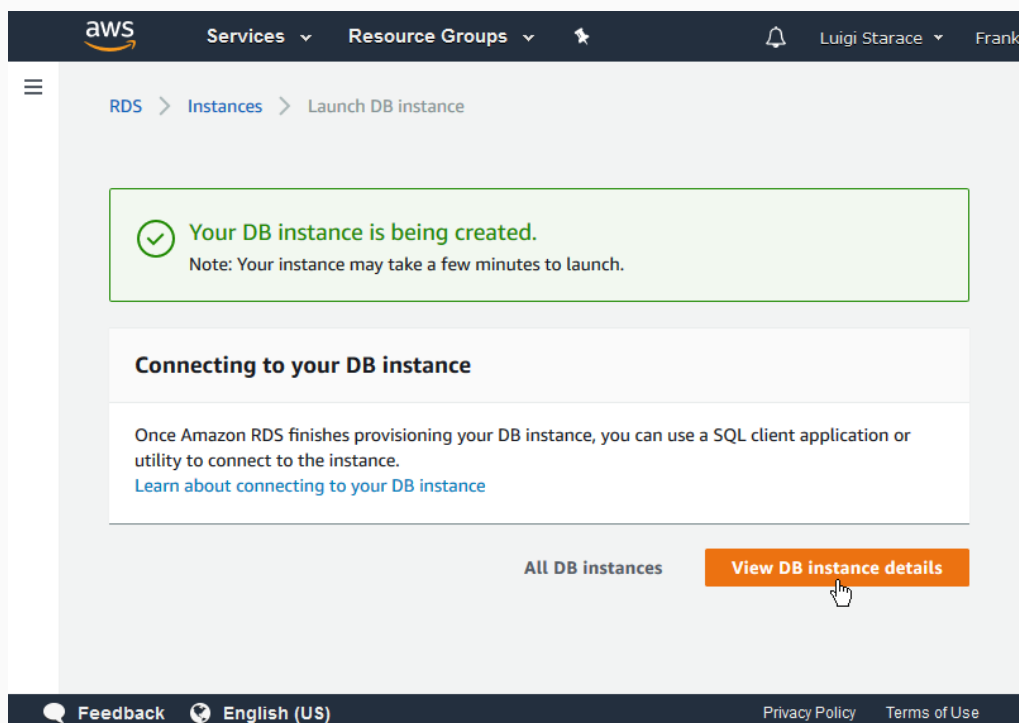 aws Services Resource Groups Luigi Starace Frank
RDS > Instances > Launch DB instance
Your DB instance is being created.
Note: Your instance may take a few minutes to launch.
Connecting to your DB instance
Once Amazon RDS finishes provisioning your DB instance, you can use a SQL client application or
utility to connect to the instance.
Learn about connecting to your DB instance
All DB instances View DB instance details
Feedback English (US) Privacy Policy Terms of Use